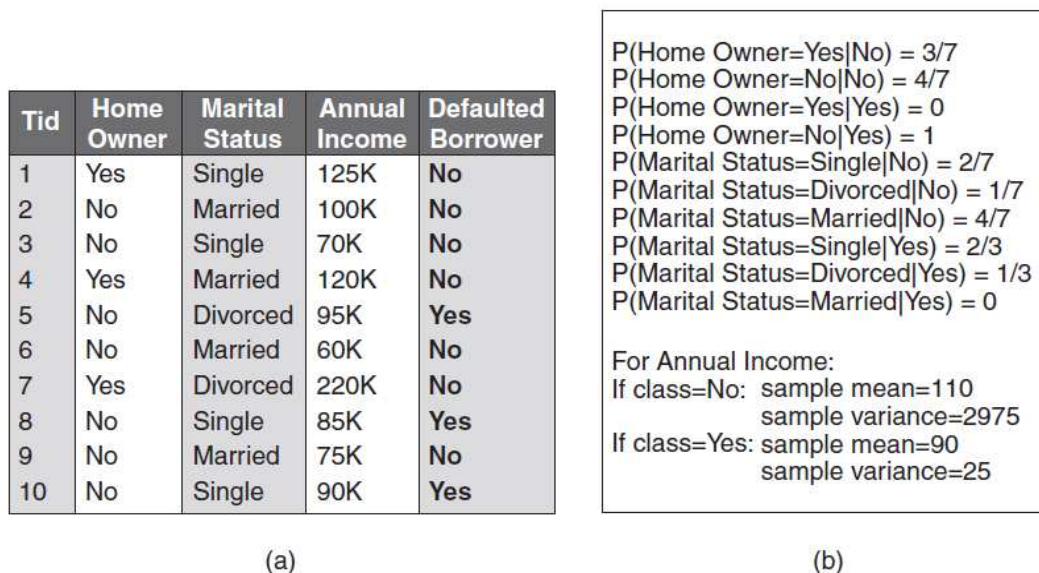 Tid Home Owner Marital Status Annual Income Defaulted Borrower
1 Yes Single 125K No
2 No Married 100K No
3 No Single 70K No
4 Yes Married 120K No
5 No Divorced 95K Yes
6 No Married 60K No
7 Yes Divorced 220K No
8 No Single 85K Yes
9 No Married 75K No
10 No Single 90K Yes
(a)
P(Home Owner=Yes|No) = 3/7
P(Home Owner=No|No) = 4/7
P(Home Owner=Yes|Yes) = 0
P(Home Owner=No|Yes) = 1
P(Marital Status=Single|No) = 2/7
P(Marital Status=Divorced|No) = 1/7
P(Marital Status=Married|No) = 4/7
P(Marital Status=Single|Yes) = 2/3
P(Marital Status=Divorced|Yes) = 1/3
P(Marital Status=Married|Yes) = 0
For Annual Income:
If class=No: sample mean=110
sample variance=2975
If class=Yes: sample mean=90
sample variance=25
(b)